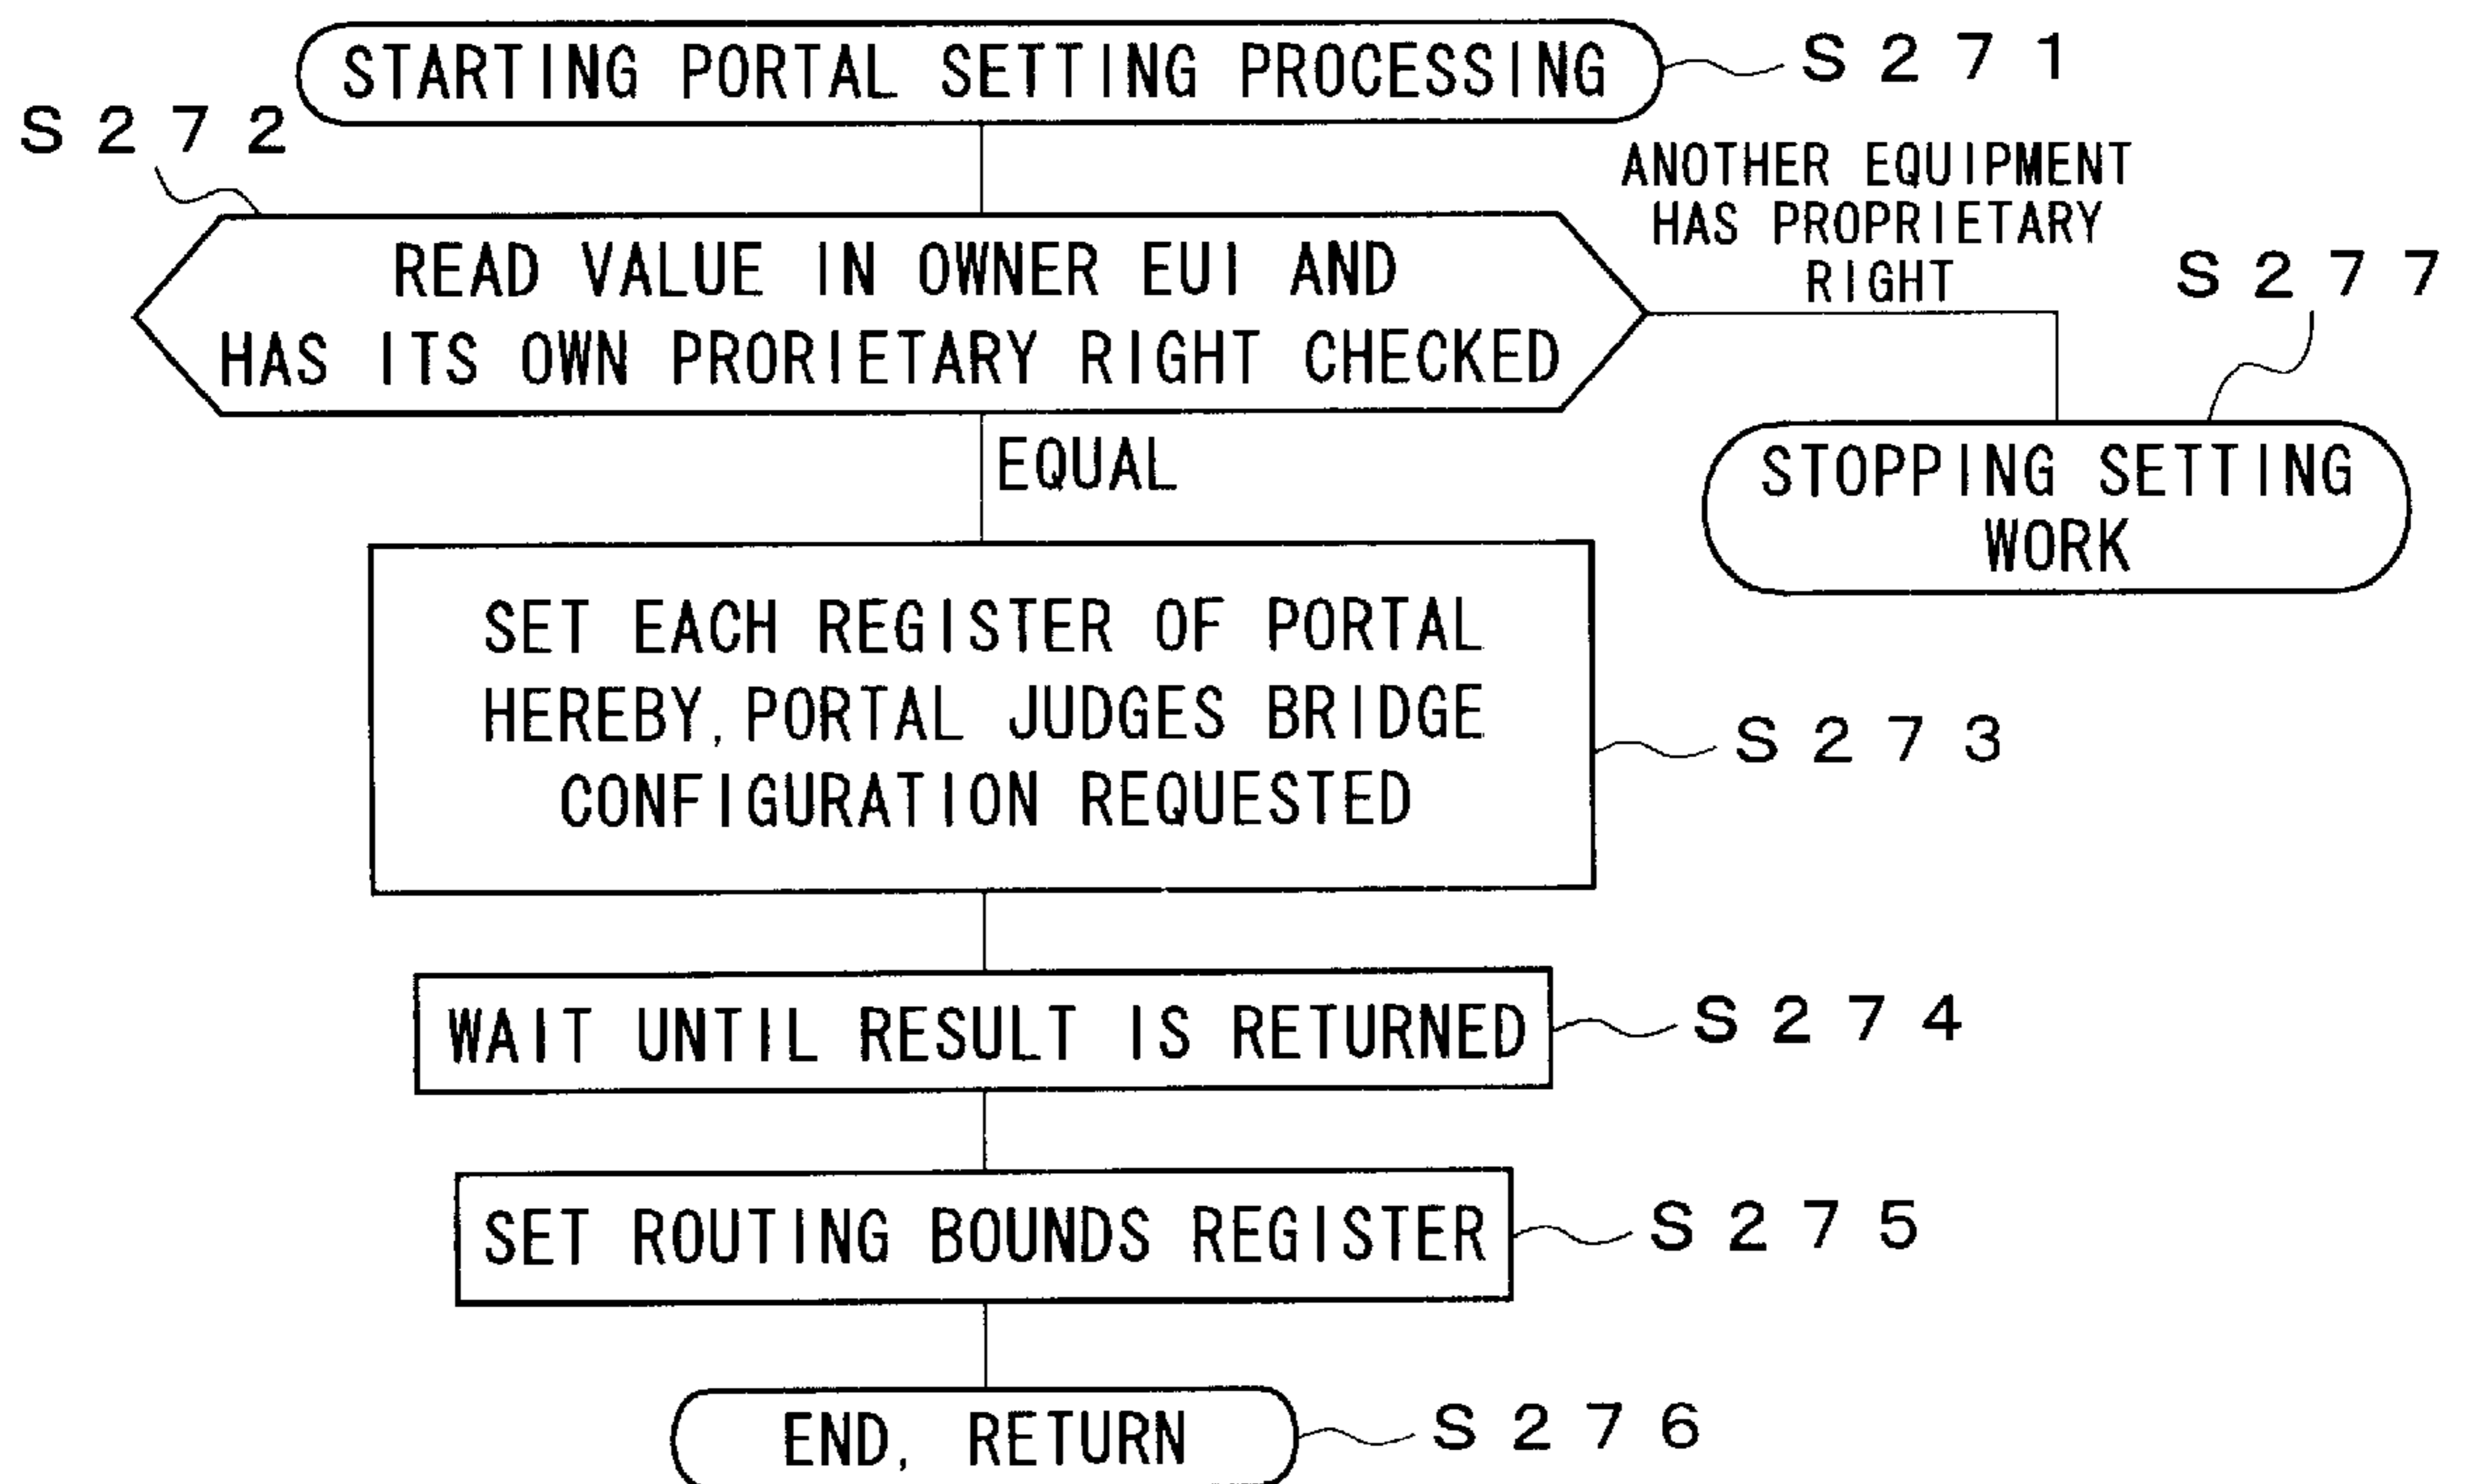 STARTING PORTAL SETTING PROCESSING
S271
S272
READ VALUE IN OWNER EUI AND
HAS ITS OWN PRORIETARY RIGHT CHECKED
ANOTHER EQUIPMENT
HAS PROPRIETARY
RIGHT
S277
STOPPING SETTING
WORK
EQUAL
SET EACH REGISTER OF PORTAL
HEREBY, PORTAL JUDGES BRIDGE
CONFIGURATION REQUESTED
S273
WAIT UNTIL RESULT IS RETURNED
S274
SET ROUTING BOUNDS REGISTER
S275
END, RETURN
S276